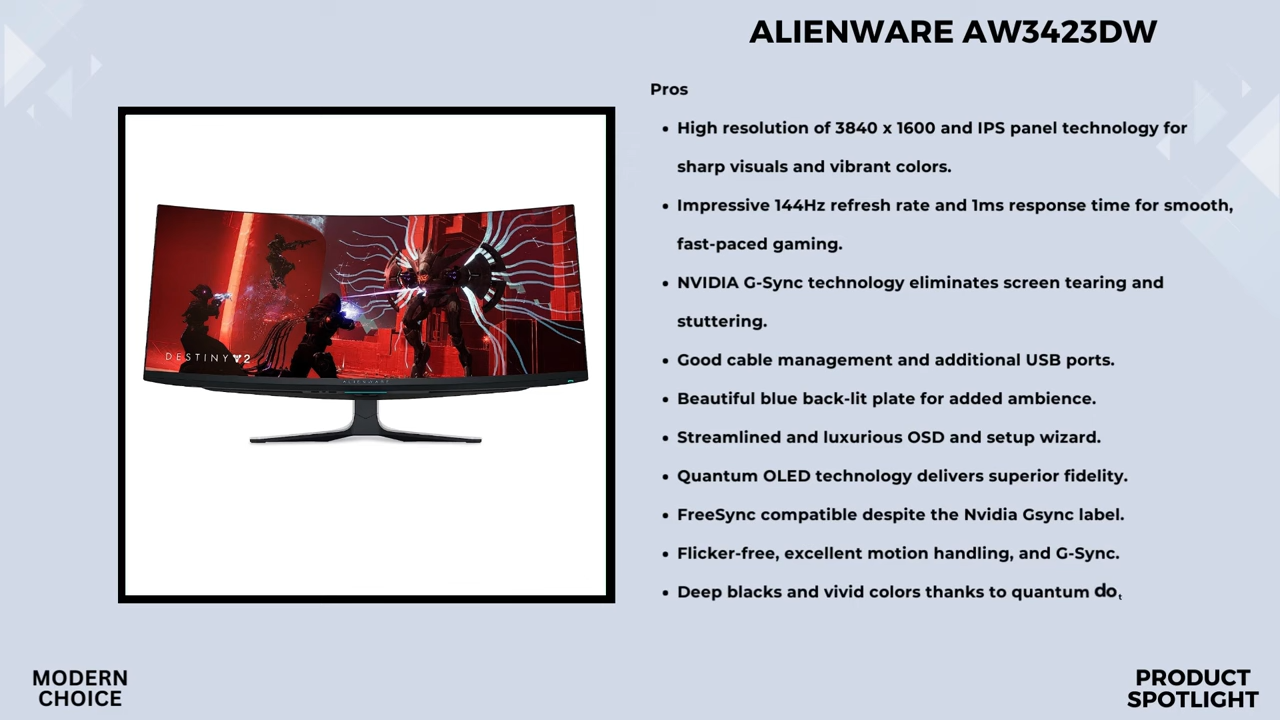 ALIENWARE AW3423DW
Pros
• High resolution of 3840 x 1600 and IPS panel technology for
sharp visuals and vibrant colors.
• Impressive 144Hz refresh rate and 1ms response time for smooth,
fast-paced gaming.
• NVIDIA G-Sync technology eliminates screen tearing and
stuttering.
• Good cable management and additional USB ports.
• Beautiful blue back-lit plate for added ambience.
• Streamlined and luxurious OSD and setup wizard.
• Quantum OLED technology delivers superior fidelity.
• FreeSync compatible despite the Nvidia Gsync label.
• Flicker-free, excellent motion handling, and G-Sync.
• Deep blacks and vivid colors thanks to quantum dot
DESTINY 2
ALIENWARE
MODERN
CHOICE
PRODUCT
SPOTLIGHT